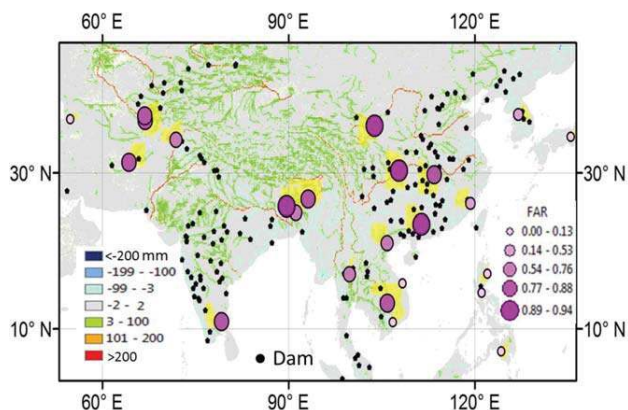 60° E
90° E
120° E
30° N
30° N
10° N
10° N
<-200 mm
-199 - -100
-99 - -3
-2 - 2
3 - 100
101 - 200
>200
Dam
FAR
0.00 - 0.13
0.14 - 0.53
0.54 - 0.76
0.77 - 0.88
0.89 - 0.94
60° E
90° E
120° E